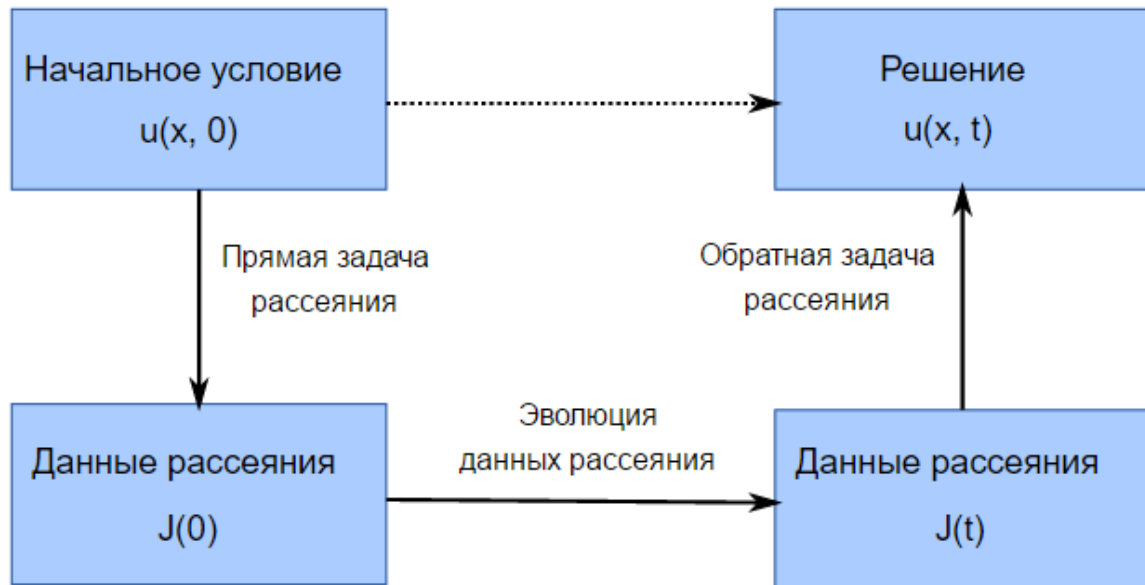 Начальное условие
u(x, 0)
Решение
u(x, t)
Прямая задача
рассеяния
Обратная задача
рассеяния
Эволюция
данных рассеяния
Данные рассеяния
J(0)
Данные рассеяния
J(t)